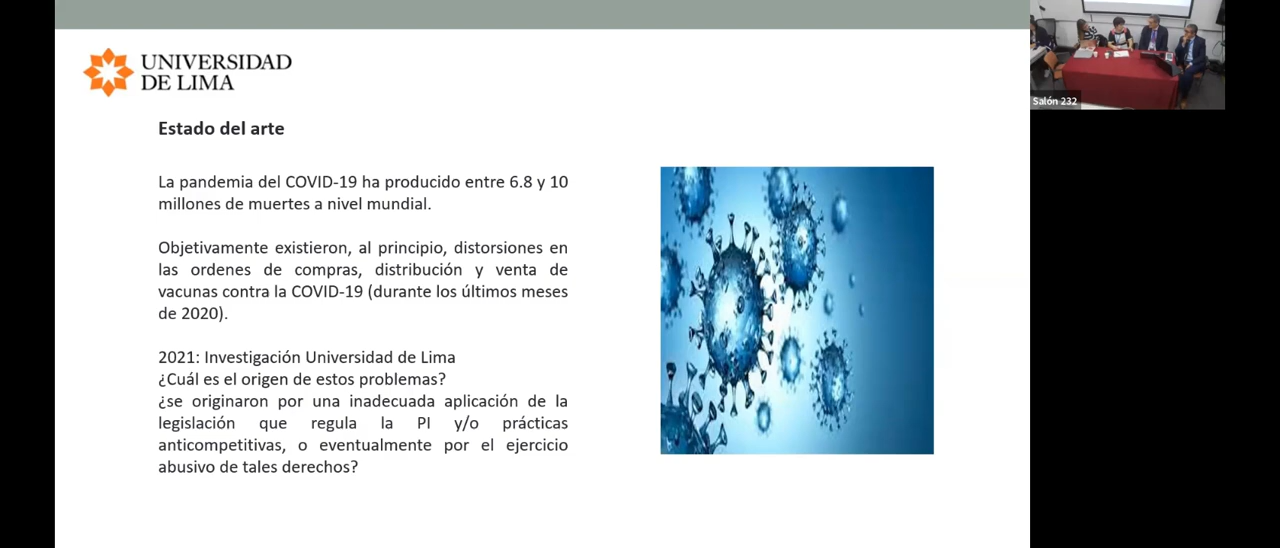 UNIVERSIDAD
DE LIMA
Estado del arte
La pandemia del COVID-19 ha producido entre 6.8 y 10
millones de muertes a nivel mundial.
Objetivamente existieron, al principio, distorsiones en
las ordenes de compras, distribución y venta de
vacunas contra la COVID-19 (durante los últimos meses
de 2020).
2021: Investigación Universidad de Lima
¿Cuál es el origen de estos problemas?
¿se originaron por una inadecuada aplicación de la
legislación que regula la PI y/o prácticas
anticompetitivas, o eventualmente por el ejercicio
abusivo de tales derechos?
Salón 232